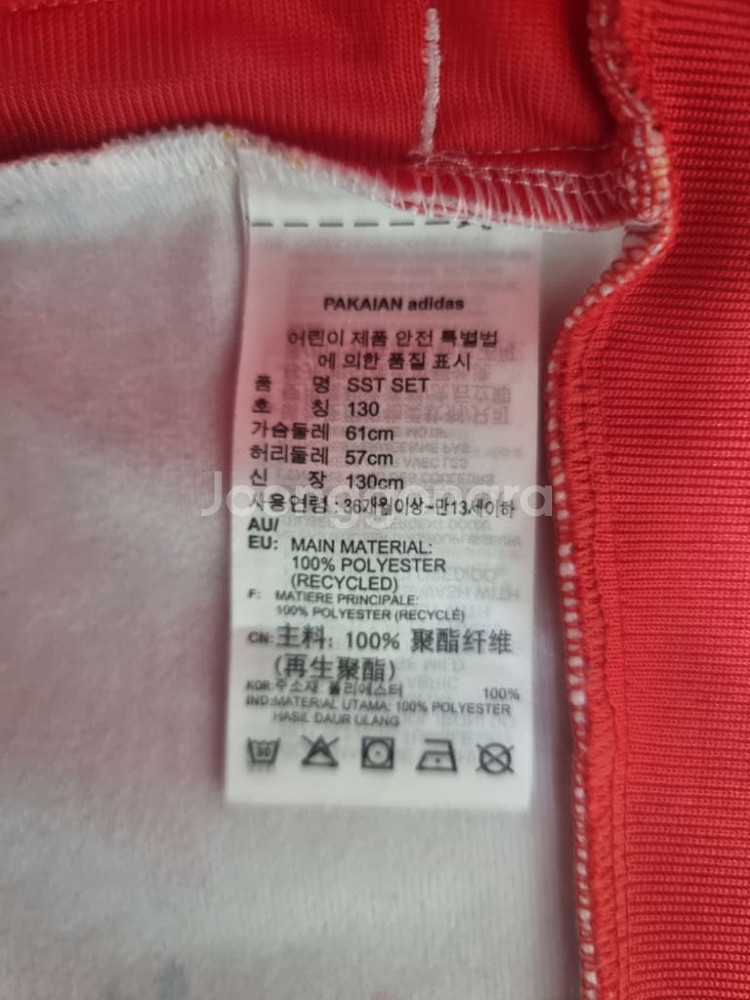 PAKAIAN adidas
어린이 제품 안전 특별법
에 의한 품질 표시
품 명 SST SET
호 칭 130
가슴둘레 61cm
허리둘레 57cm
신 장 130cm
사용연령 : 36개월이상~만13세이하
Joonggonara
AU/
EU: MAIN MATERIAL:
100% POLYESTER
(RECYCLED)
F: MATIERE PRINCIPALE:
100% POLYESTER (RECYCLÉ)
CN: 主料: 100% 聚酯纤维
(再生聚酯)
KOR:주소재: 폴리에스터 100%
IND:MATERIAL UTAMA: 100% POLYESTER
HASIL DAUR ULANG
30